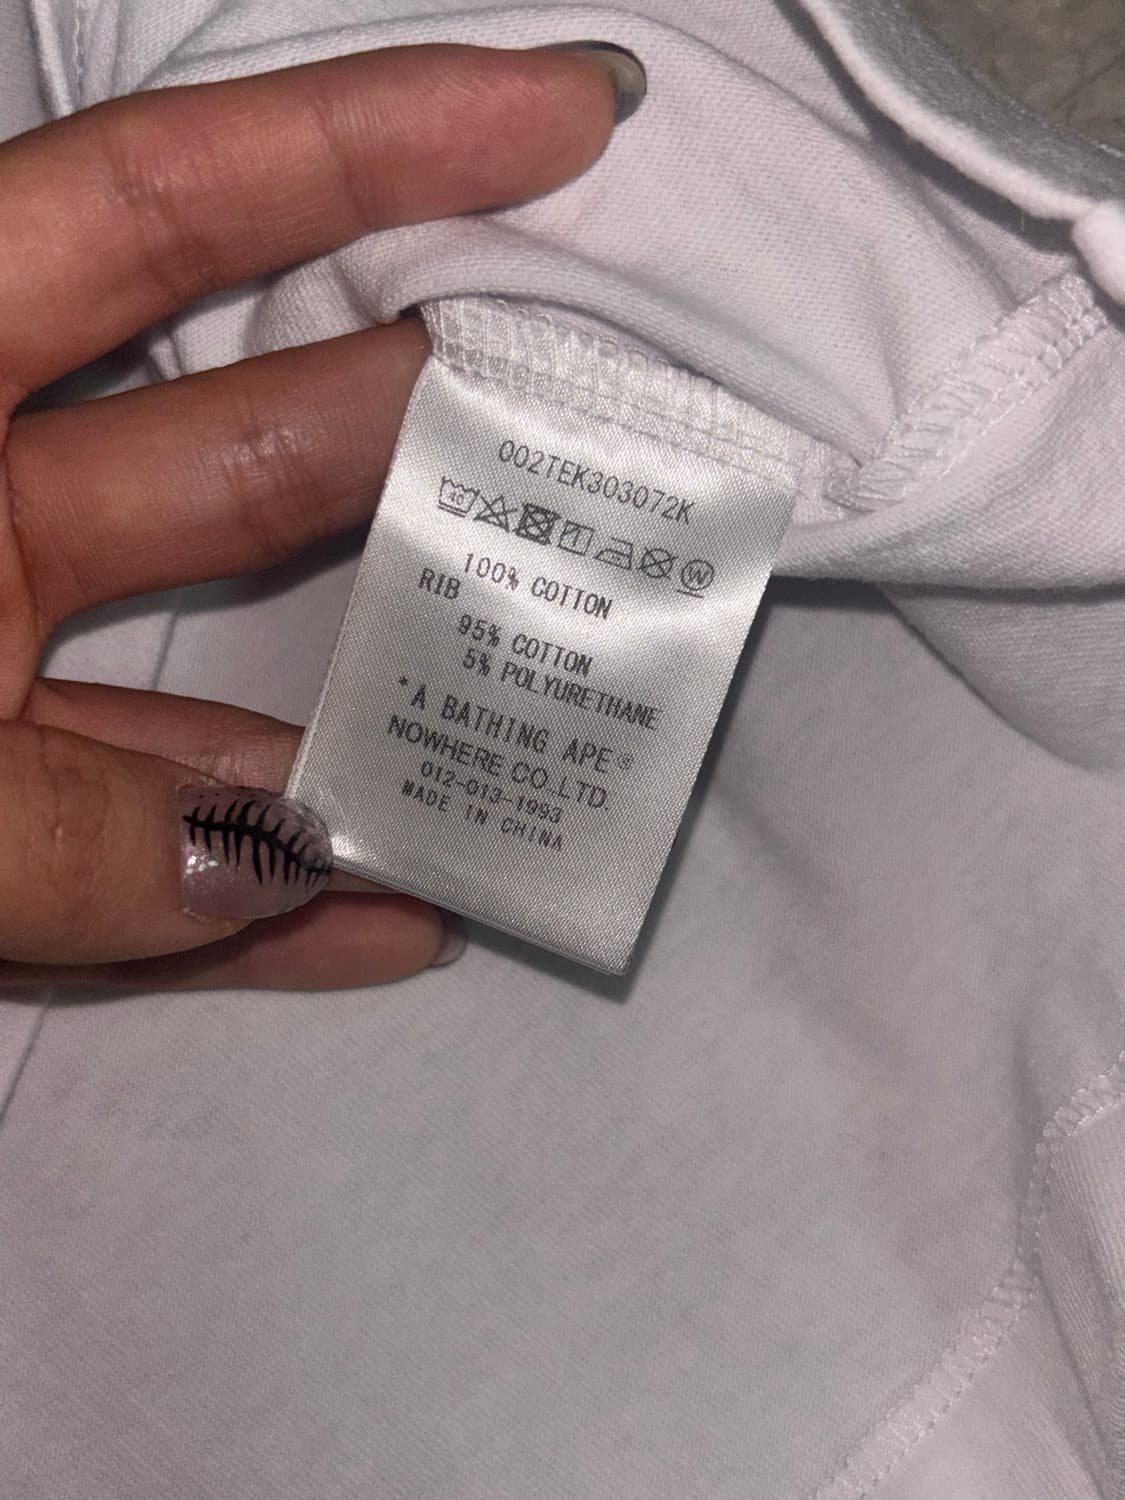 002TEK303072K
40
W
100% COTTON
RIB
95% COTTON
5% POLYURETHANE
*A BATHING APE®
NOWHERE CO.,LTD.
012-013-1993
MADE IN CHINA